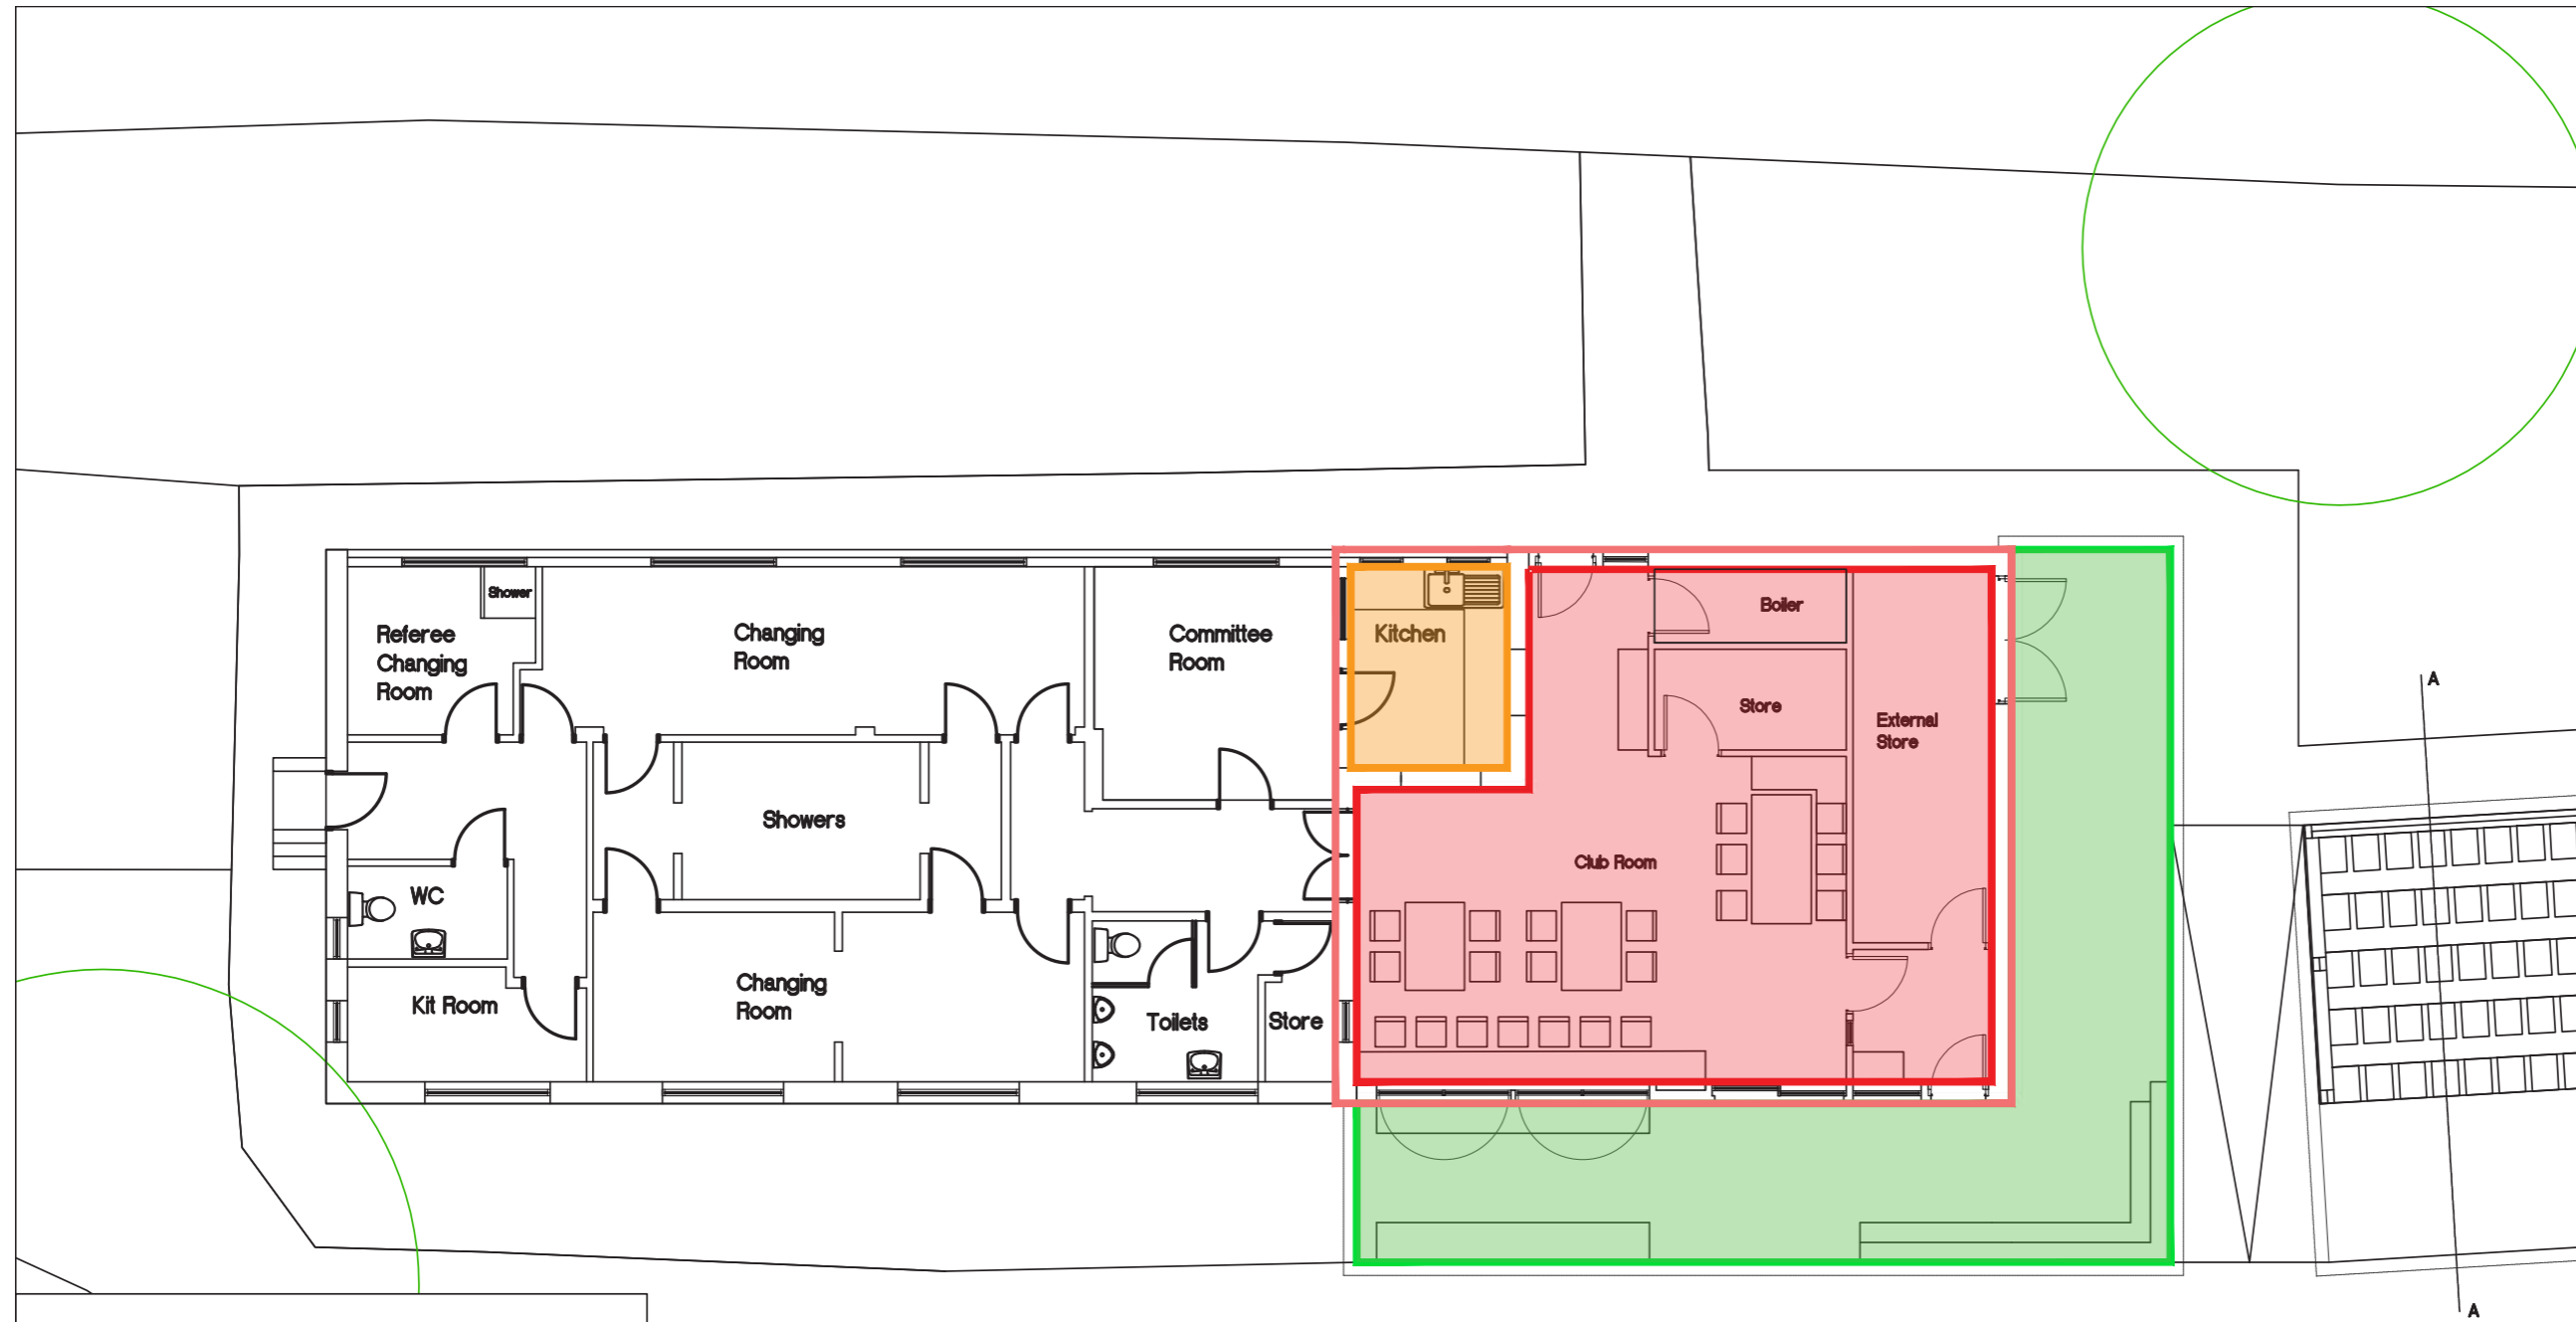 Shower
Referee
Changing
Room
Changing
Room
Committee
Room
Kitchen
Boiler
Store
External
Store
A
Showers
Club Room
WC
Kit Room
Changing
Room
Toilets
Store
A